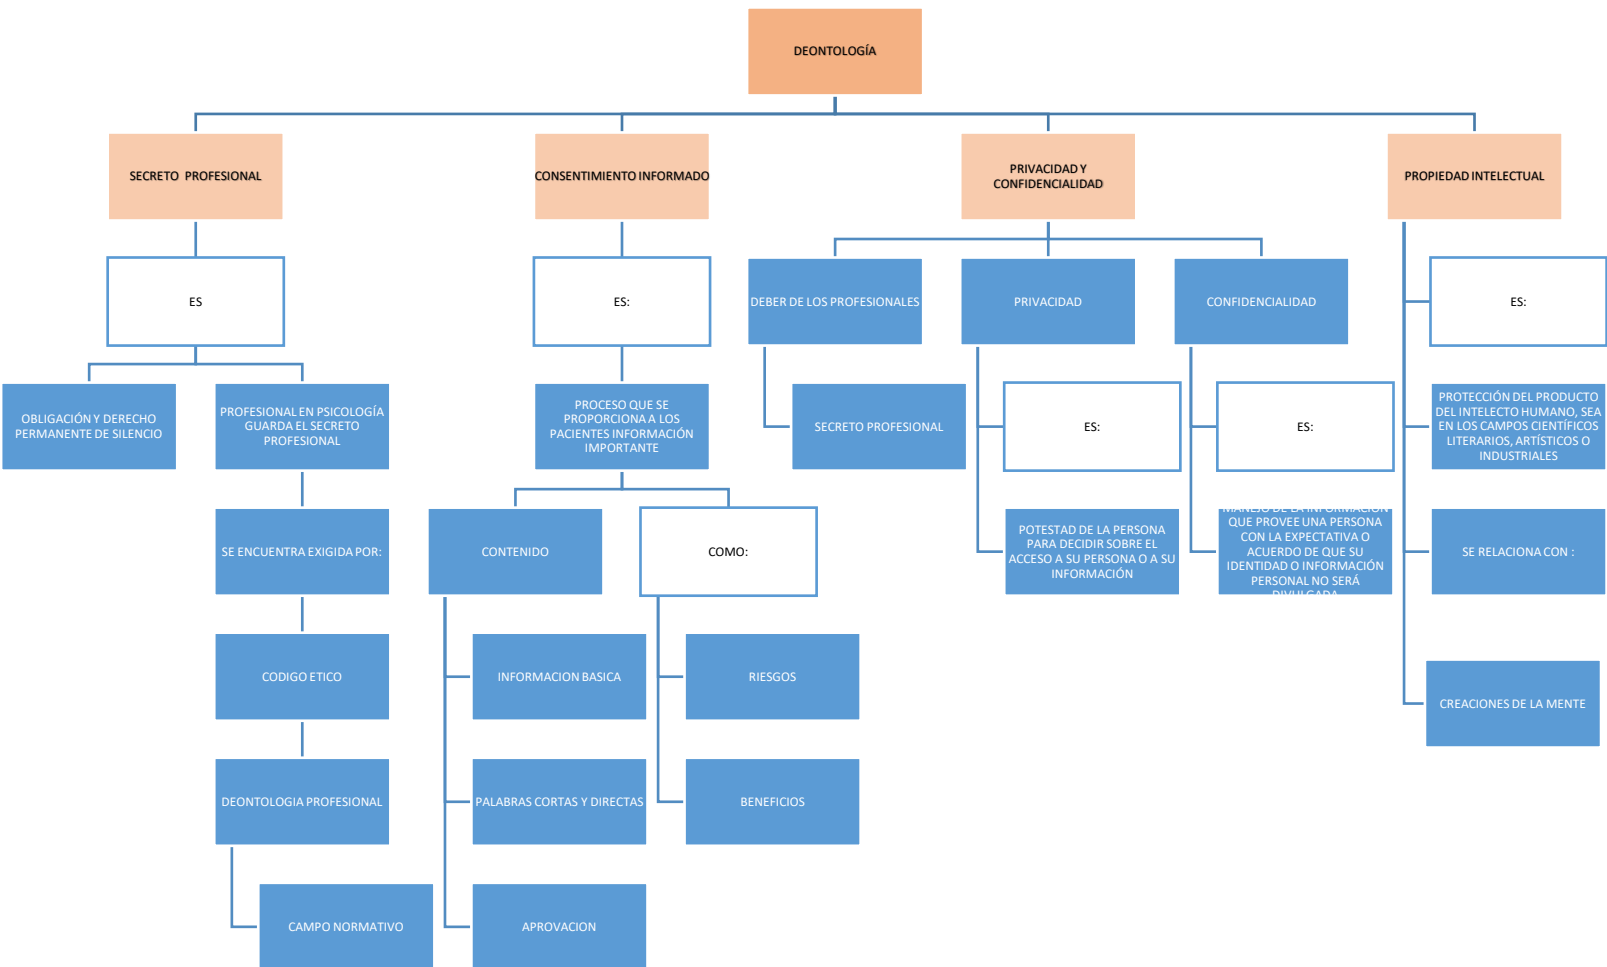 DEONTOLOGÍA
SECRETO PROFESIONAL
CONSENTIMIENTO INFORMADO
PRIVACIDAD Y
CONFIDENCIALIDAD
PROPIEDAD INTELECTUAL
ES
ES:
DEBER DE LOS PROFESIONALES
PRIVACIDAD
CONFIDENCIALIDAD
ES:
OBLIGACIÓN Y DERECHO
PERMANENTE DE SILENCIO
PROFESIONAL EN PSICOLOGÍA
GUARDA EL SECRETO
PROFESIONAL
PROCESO QUE SE
PROPORCIONA A LOS
PACIENTES INFORMACIÓN
IMPORTANTE
SECRETO PROFESIONAL
ES:
ES:
PROTECCIÓN DEL PRODUCTO
DEL INTELECTO HUMANO, SEA
EN LOS CAMPOS CIENTÍFICOS
LITERARIOS, ARTÍSTICOS O
INDUSTRIALES
SE ENCUENTRA EXIGIDA POR:
CONTENIDO
COMO:
POTESTAD DE LA PERSONA
PARA DECIDIR SOBRE EL
ACCESO A SU PERSONA O A SU
INFORMACIÓN
MANEJO DE LA INFORMACIÓN
QUE PROVEE UNA PERSONA
CON LA EXPECTATIVA O
ACUERDO DE QUE SU
IDENTIDAD O INFORMACIÓN
PERSONAL NO SERÁ
DIVULGADA
SE RELACIONA CON :
CODIGO ETICO
INFORMACION BASICA
RIESGOS
CREACIONES DE LA MENTE
DEONTOLOGIA PROFESIONAL
PALABRAS CORTAS Y DIRECTAS
BENEFICIOS
CAMPO NORMATIVO
APROVACION